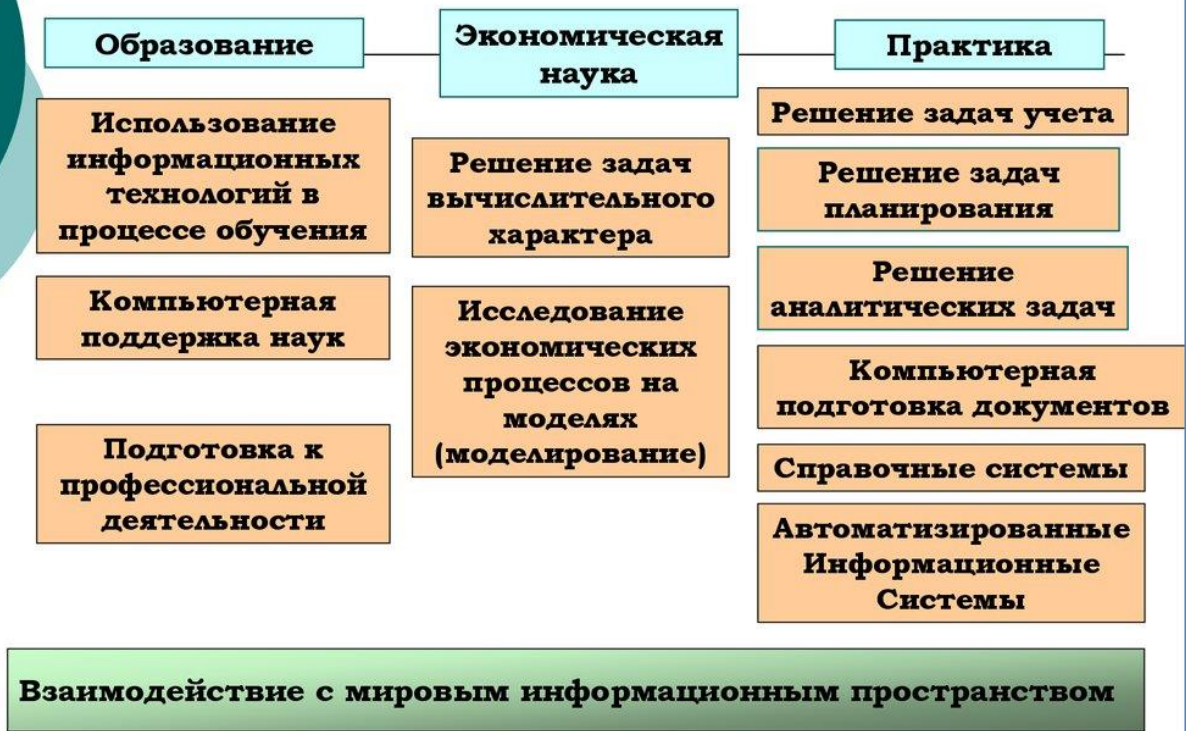 Образование
Экономическая
наука
Практика
Использование
информационных
технологий в
процессе обучения
Компьютерная
поддержка наук
Подготовка к
профессиональной
деятельности
Решение задач
вычислительного
характера
Исследование
экономических
процессов на
моделях
(моделирование)
Решение задач учета
Решение задач
планирования
Решение
аналитических задач
Компьютерная
подготовка документов
Справочные системы
Автоматизированные
Информационные
Системы
Взаимодействие с мировым информационным пространством